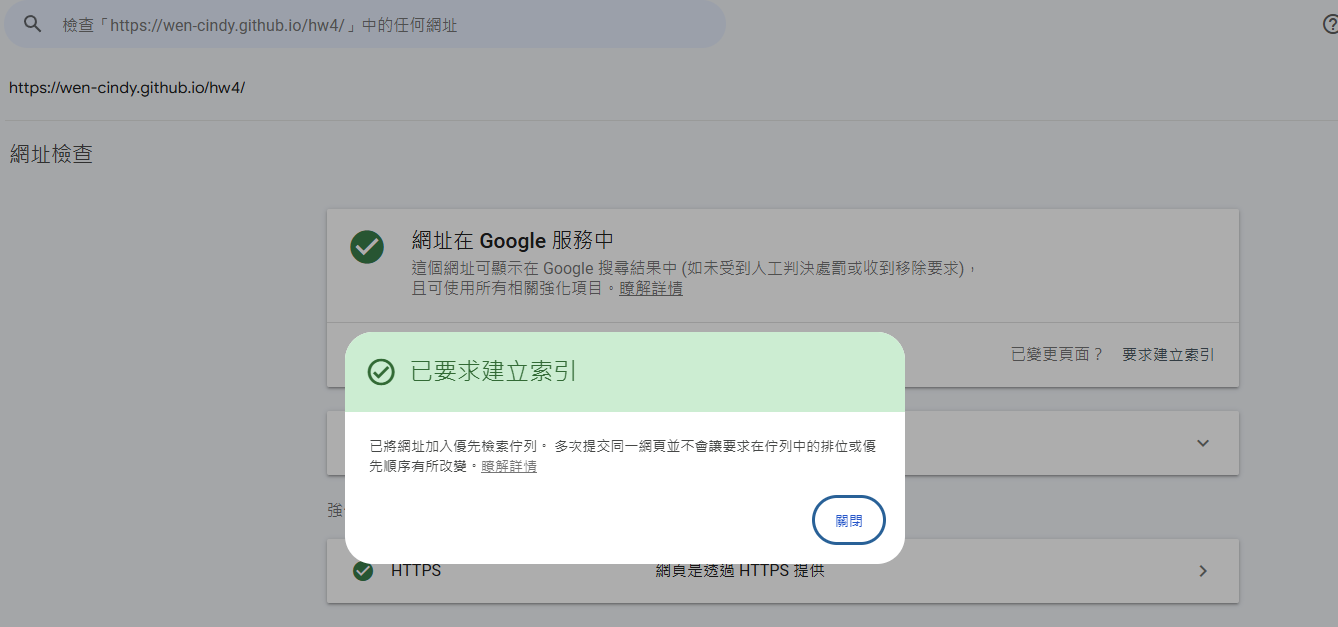 檢查「https://wen-cindy.github.io/hw4/」中的任何網址
https://wen-cindy.github.io/hw4/
網址檢查
網址在 Google 服務中
這個網址可顯示在 Google 搜尋結果中 (如未受到人工判決處罰或收到移除要求)，
且可使用所有相關強化項目。瞭解詳情
已變更頁面？ 要求建立索引
已要求建立索引
已將網址加入優先檢索佇列。 多次提交同一網頁並不會讓要求在佇列中的排位或優
先順序有所改變。瞭解詳情
關閉
強
HTTPS 網頁是透過 HTTPS 提供